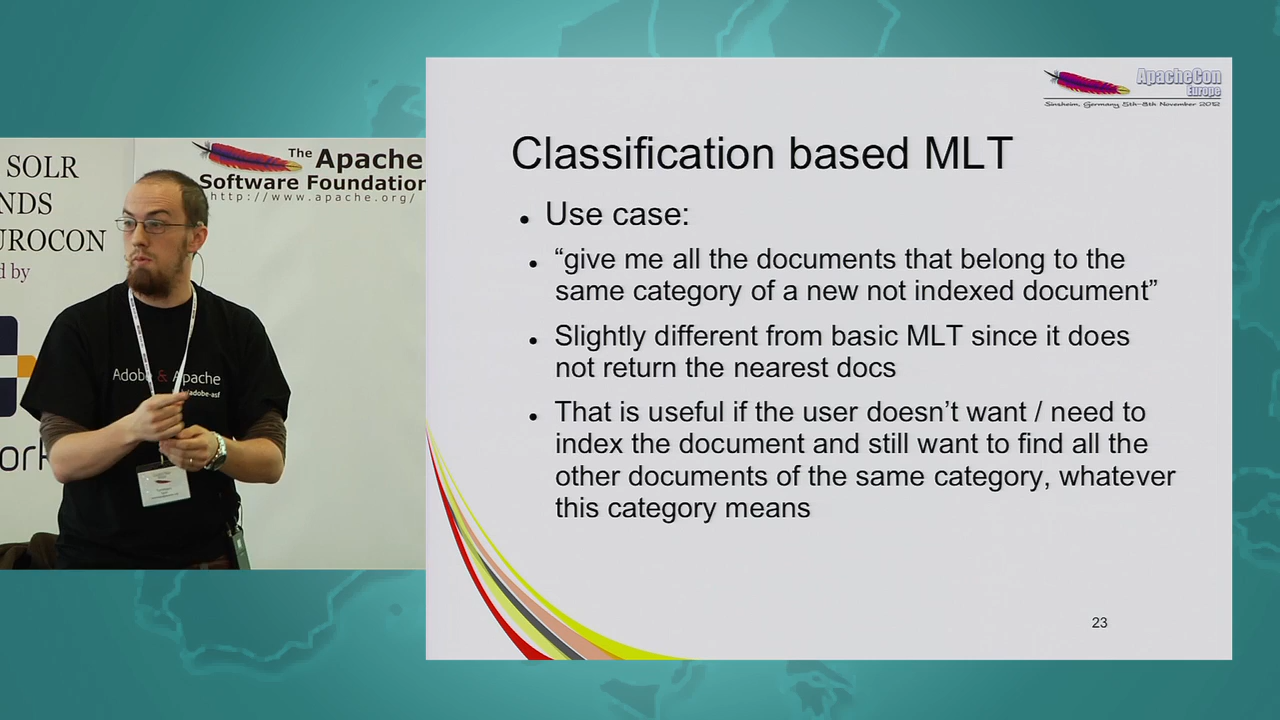 SOLR
NDS
UROCON
d by
ork
The Apache
Software Foundation
http://www.apache.org/
Adobe & Apache
/adobe-asf
ApacheCon
Europe
Sinsheim, Germany 5th-8th November 2012
Classification based MLT
• Use case:
• “give me all the documents that belong to the
same category of a new not indexed document”
• Slightly different from basic MLT since it does
not return the nearest docs
• That is useful if the user doesn’t want / need to
index the document and still want to find all the
other documents of the same category, whatever
this category means
23